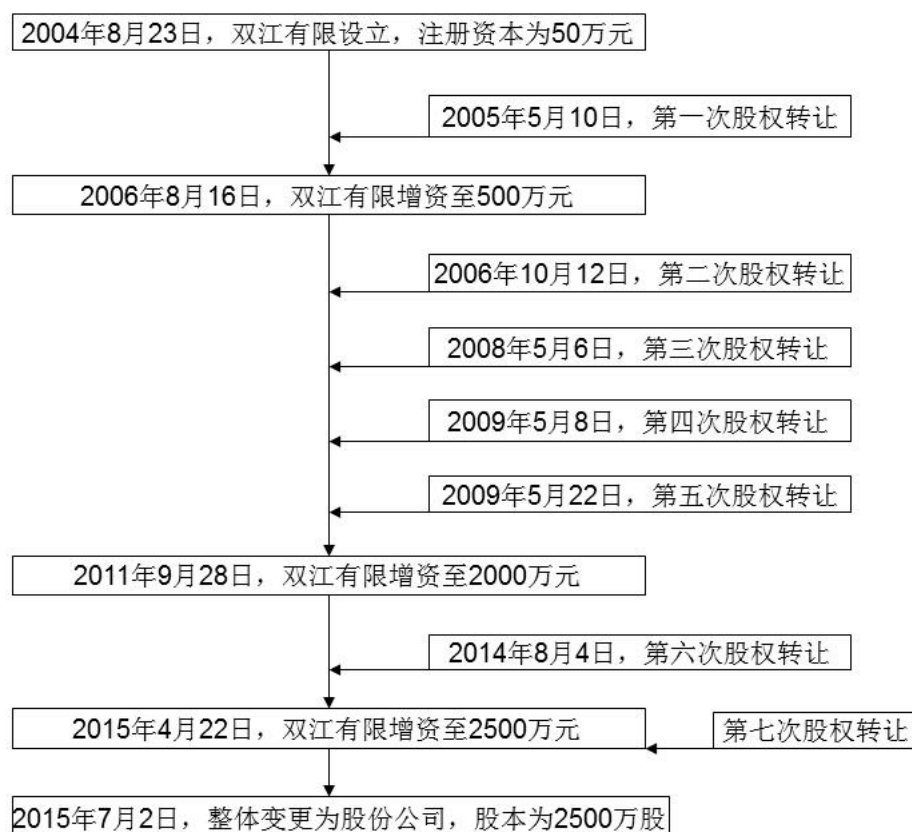 2004年8月23日，双江有限设立，注册资本为50万元
2005年5月10日，第一次股权转让
2006年8月16日，双江有限增资至500万元
2006年10月12日，第二次股权转让
2008年5月6日，第三次股权转让
2009年5月8日，第四次股权转让
2009年5月22日，第五次股权转让
2011年9月28日，双江有限增资至2000万元
2014年8月4日，第六次股权转让
2015年4月22日，双江有限增资至2500万元
第七次股权转让
2015年7月2日，整体变更为股份公司，股本为2500万股